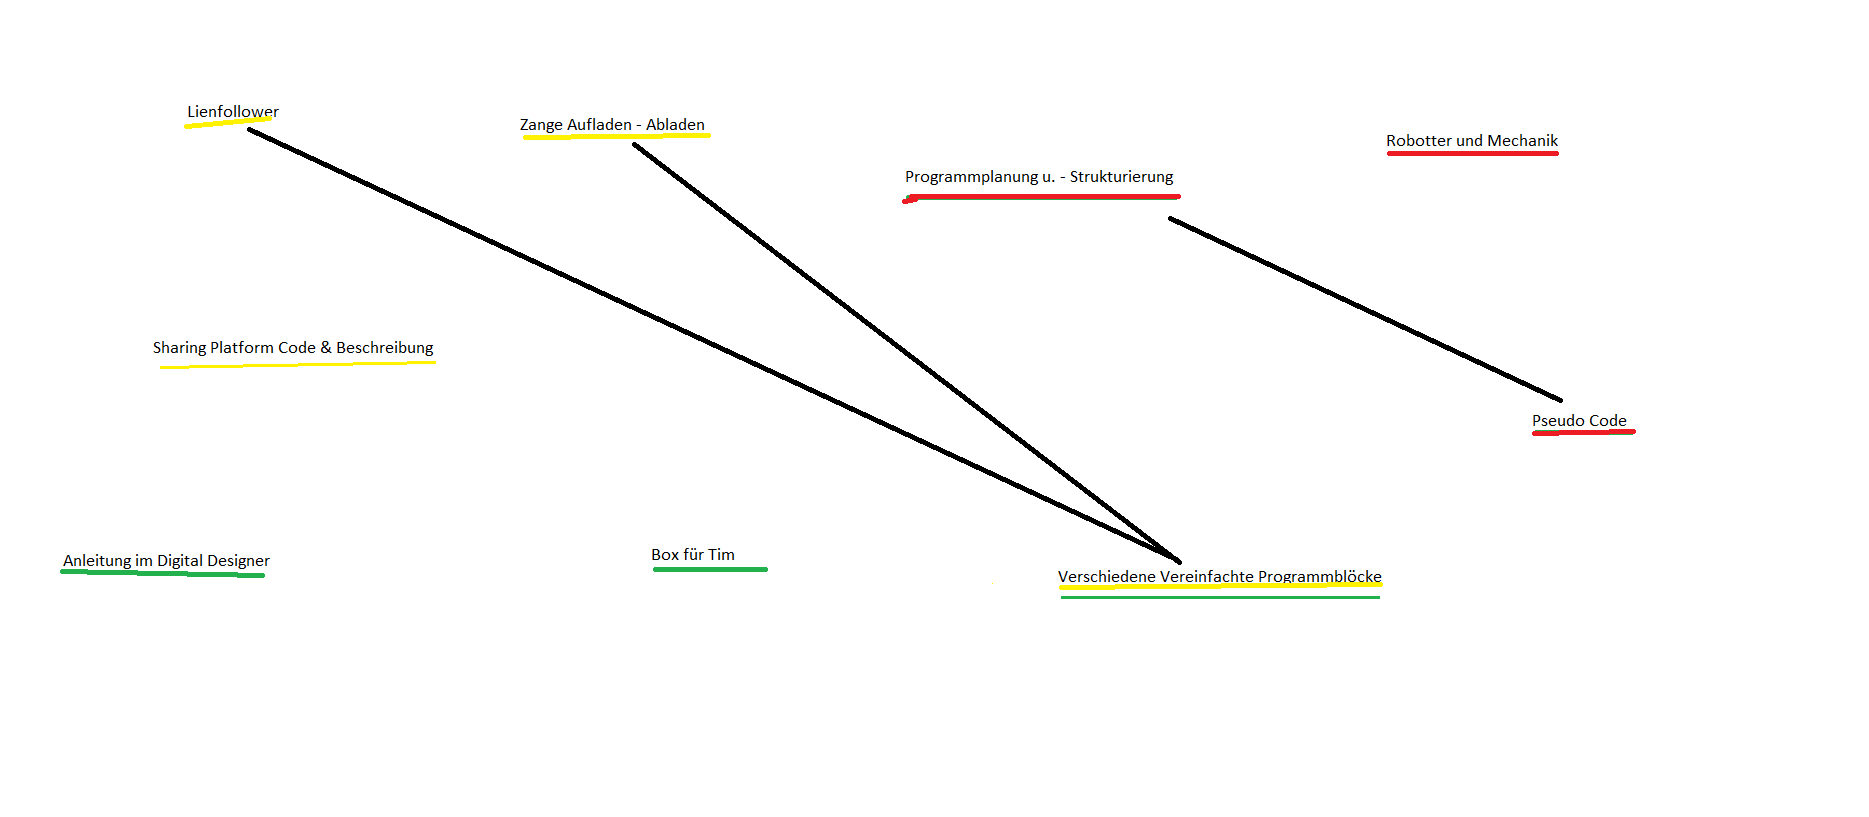 Lienfollower
Zange Aufladen - Abladen
Robotter und Mechanik
Programmplanung u. - Strukturierung
Sharing Platform Code & Beschreibung
Pseudo Code
Anleitung im Digital Designer
Box für Tim
Verschiedene Vereinfachte Programmblöcke